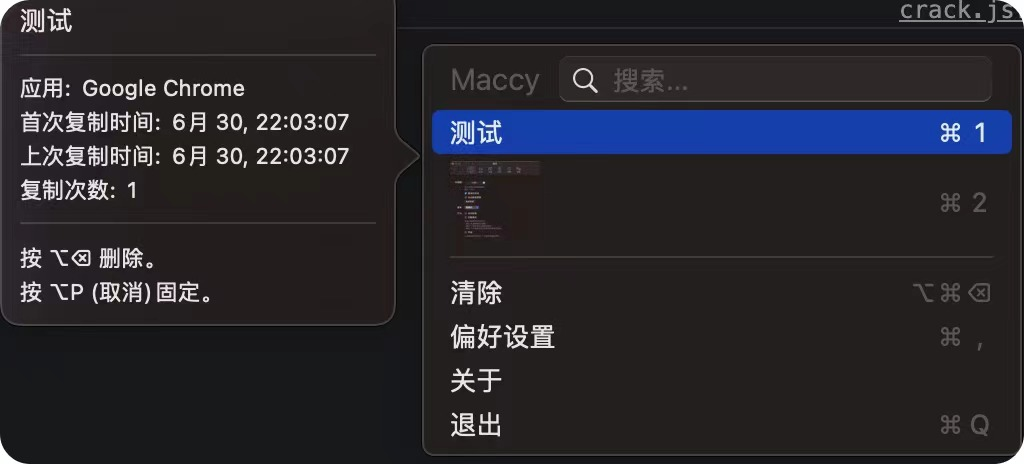 测试
应用: Google Chrome
首次复制时间: 6月 30, 22:03:07
上次复制时间: 6月 30, 22:03:07
复制次数: 1
按 ⌥⌫ 删除。
按 ⌥P (取消) 固定。
crack.js
Maccy 搜索...
测试 ⌘ 1
⌘ 2
清除 ⌥⌘⌫
偏好设置 ⌘ ,
关于
退出 ⌘ Q